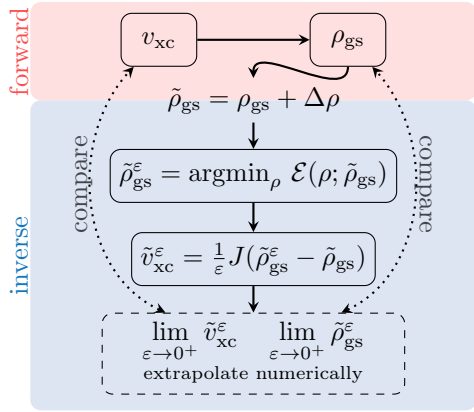 forward
v_xc
ρ_gs
ρ̃_gs = ρ_gs + Δρ
compare
compare
inverse
ρ̃^ε_gs = argmin_ρ ℰ(ρ; ρ̃_gs)
ṽ^ε_xc = 1/ε J(ρ̃^ε_gs − ρ̃_gs)
lim_{ε→0⁺} ṽ^ε_xc lim_{ε→0⁺} ρ̃^ε_gs
extrapolate numerically